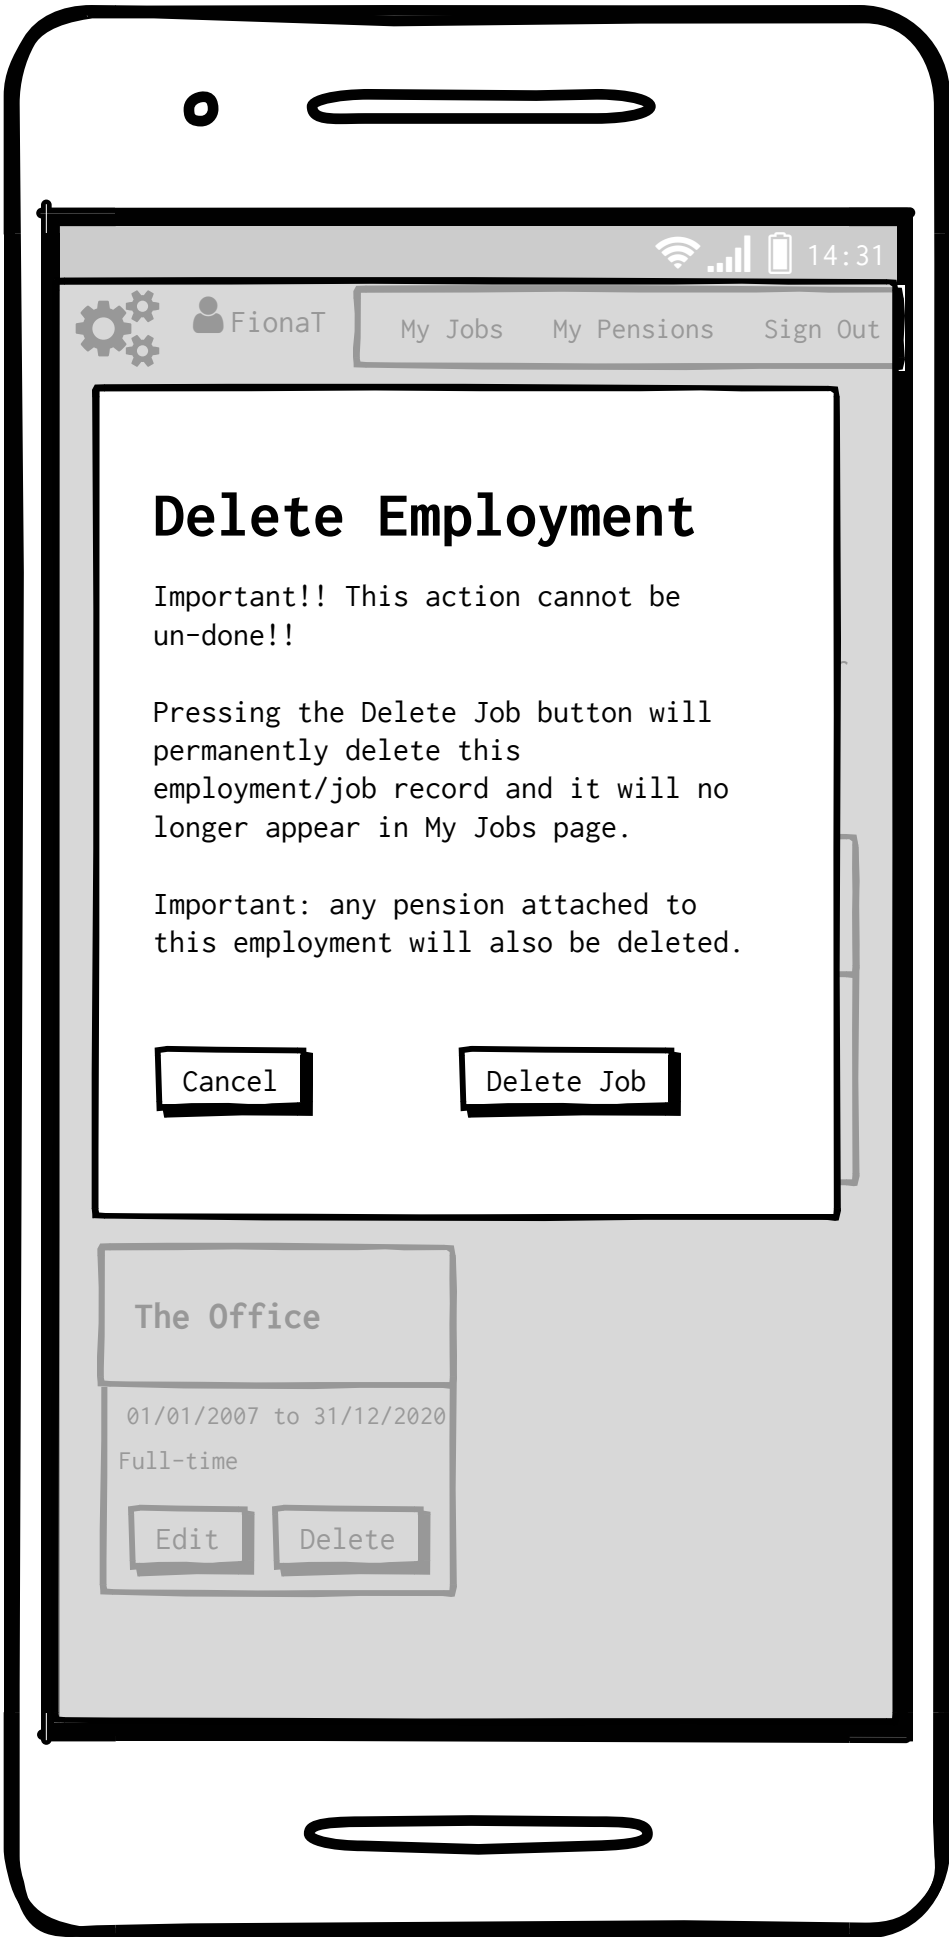 14:31
FionaT
My Jobs My Pensions Sign Out
Delete Employment
Important!! This action cannot be
un-done!!
Pressing the Delete Job button will
permanently delete this
employment/job record and it will no
longer appear in My Jobs page.
Important: any pension attached to
this employment will also be deleted.
Cancel Delete Job
The Office
01/01/2007 to 31/12/2020
Full-time
Edit Delete